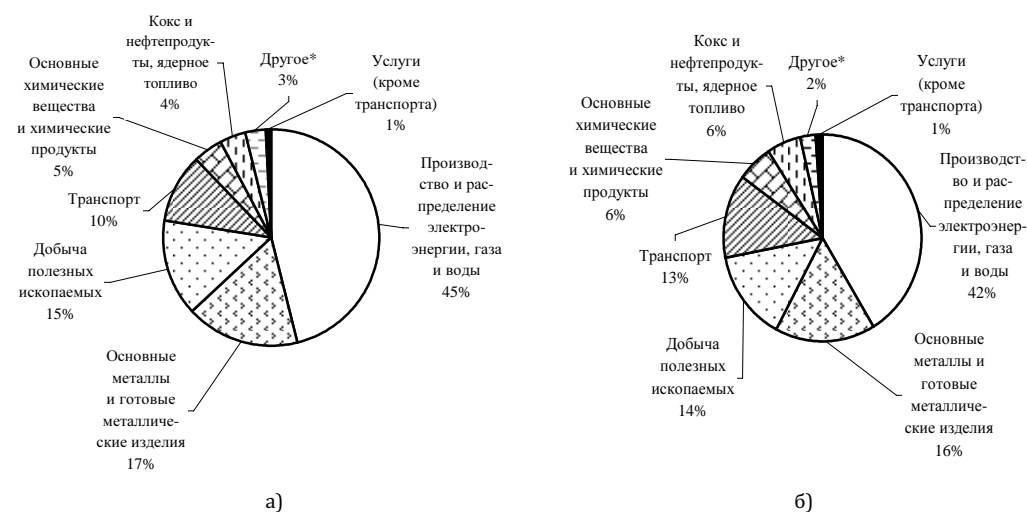 Кокс и
нефтепродук-
ты, ядерное
топливо
4%
Другое*
3%
Услуги
(кроме
транспорта)
1%
Основные
химические
вещества
и химические
продукты
5%
Транспорт
10%
Добыча
полезных
ископаемых
15%
Основные
металлы
и готовые
металличе-
ские изделия
17%
Производ-
ство и рас-
пределение
электро-
энергии, газа
и воды
45%
а)
Кокс и
нефтепродук-
ты, ядерное
топливо
6%
Другое*
2%
Услуги
(кроме
транспорта)
1%
Основные
химические
вещества
и химические
продукты
6%
Транспорт
13%
Добыча
полезных
ископаемых
14%
Основные
металлы и
готовые
металличе-
ские изделия
16%
Производст-
во и рас-
пределение
электроэнер-
гии, газа
и воды
42%
б)